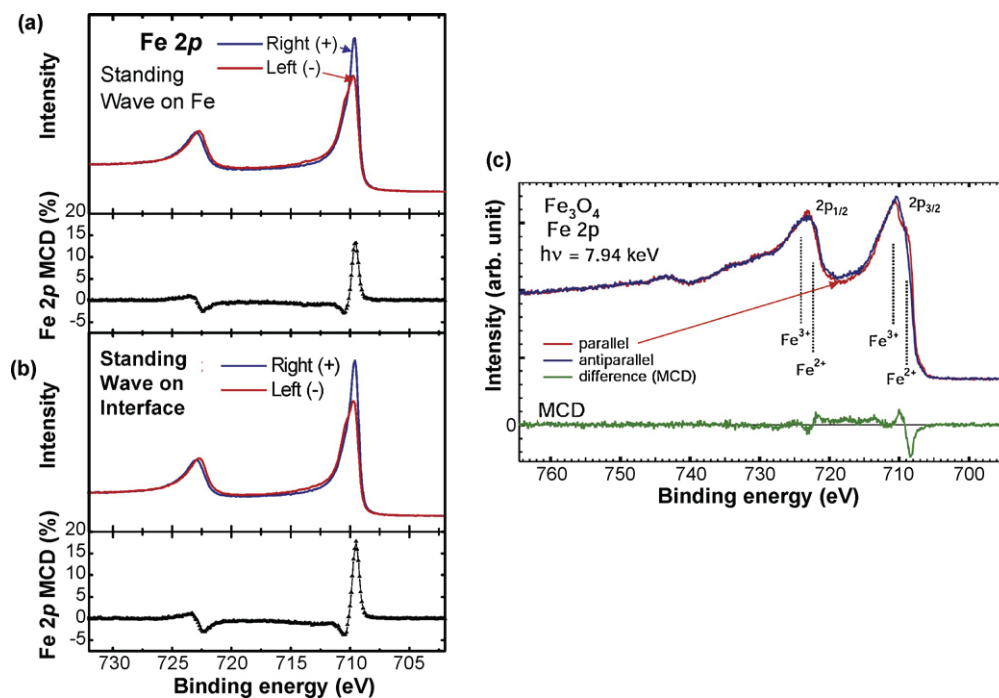 (a)
Fe 2p
Right (+)
Left (-)
Standing
Wave on Fe
Intensity
20
15
10
5
0
-5
Fe 2p MCD (%)
(b)
Standing
Wave on
Interface
Right (+)
Left (-)
Intensity
20
15
10
5
0
-5
Fe 2p MCD (%)
730 725 720 715 710 705
Binding energy (eV)
(c)
Fe₃O₄
Fe 2p
hν = 7.94 keV
2p₁/₂
2p₃/₂
Intensity (arb. unit)
Fe³⁺
Fe²⁺
Fe³⁺
Fe²⁺
parallel
antiparallel
difference (MCD)
MCD
0
760 750 740 730 720 710 700
Binding energy (eV)